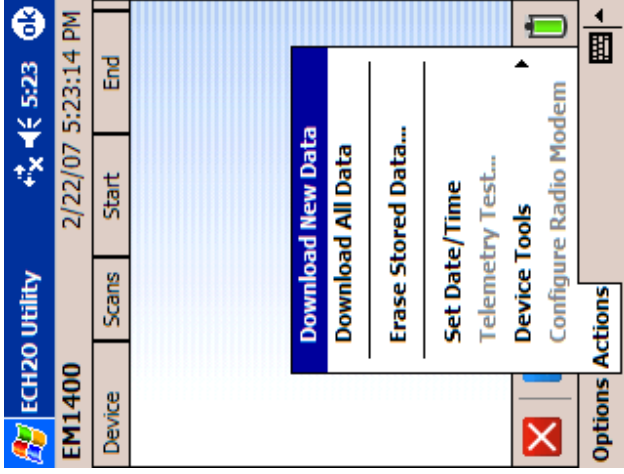 ECH2O Utility 5:23 ok
EM1400 2/22/07 5:23:14 PM
Device Scans Start End
Download New Data
Download All Data
Erase Stored Data...
Set Date/Time
Telemetry Test...
Device Tools
Configure Radio Modem
Options Actions